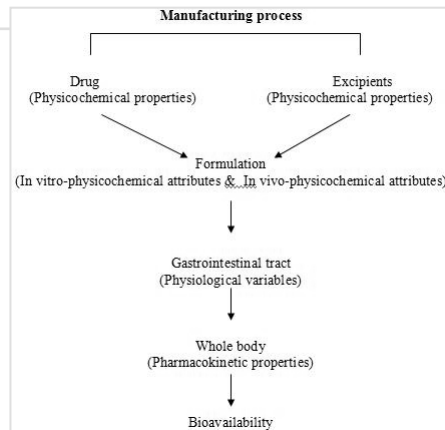 Manufacturing process
Drug
(Physicochemical properties)
Excipients
(Physicochemical properties)
Formulation
(In vitro-physicochemical attributes & In vivo-physicochemical attributes)
Gastrointestinal tract
(Physiological variables)
Whole body
(Pharmacokinetic properties)
Bioavailability